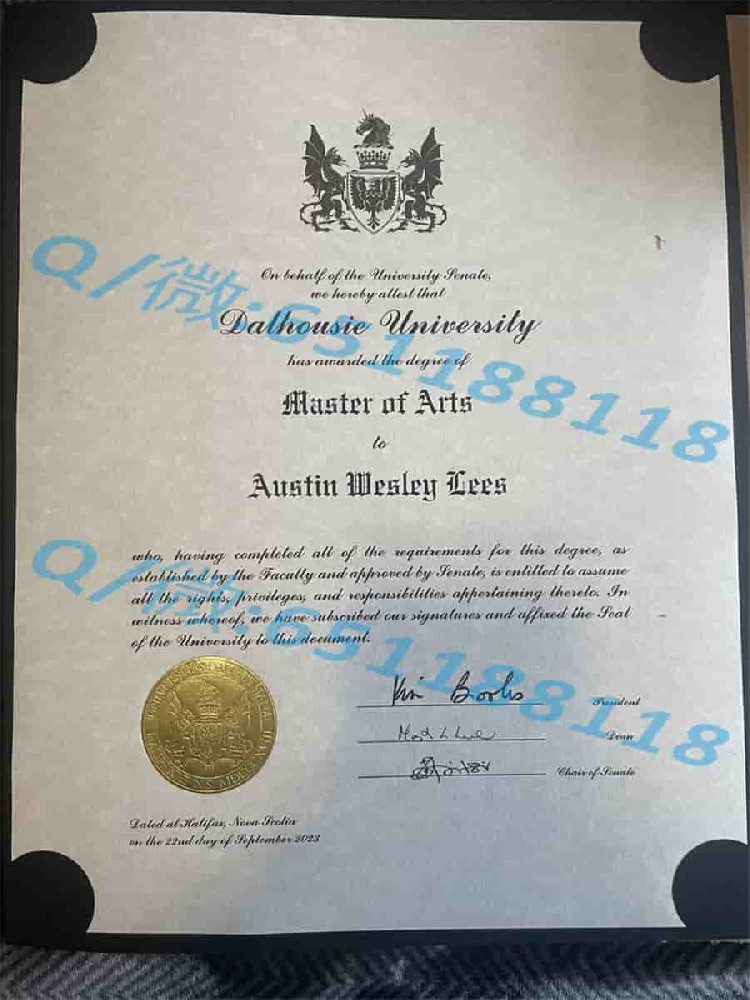 On behalf of the University Senate,
we hereby attest that
Q/微:651188118
Dalhousie University
has awarded the degree of
Master of Arts
to
Austin Wesley Lees
who, having completed all of the requirements for this degree, as
established by the Faculty and approved by Senate, is entitled to assume
all the rights, privileges, and responsibilities appertaining thereto. In
witness whereof, we have subscribed our signatures and affixed the Seal
of the University to this document.
Q/微:651188118
President
Dean
Chair of Senate
Dated at Halifax, Nova Scotia
on the 22nd day of September 2023